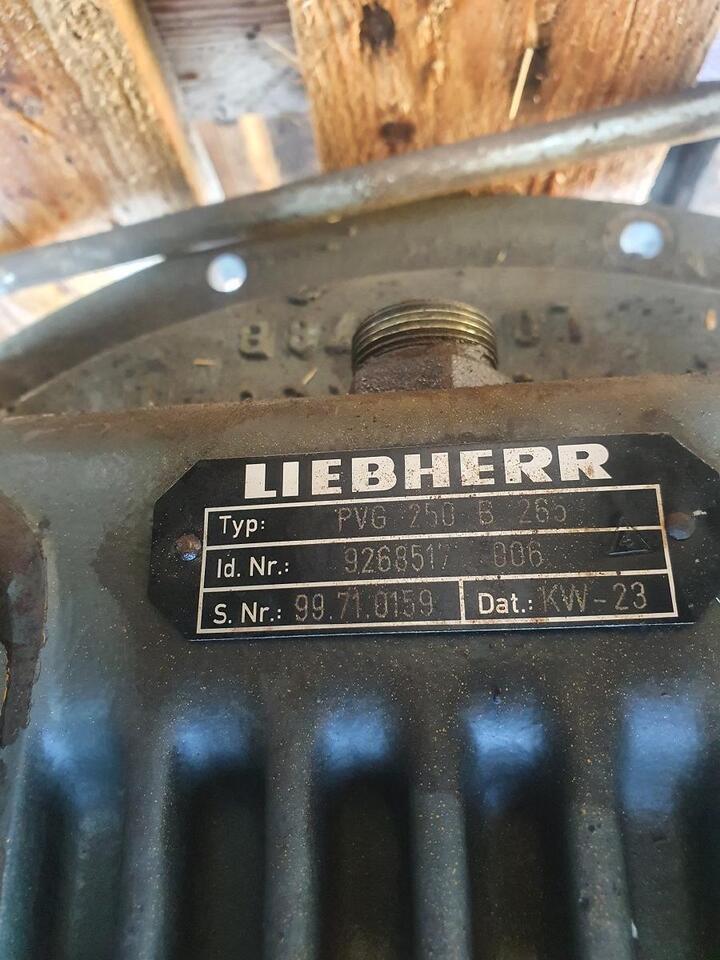 LIEBHERR
Typ: PVG 250 B 265
Id. Nr.: 9268517 006
S. Nr.: 99.71.0159 Dat.: KW-23